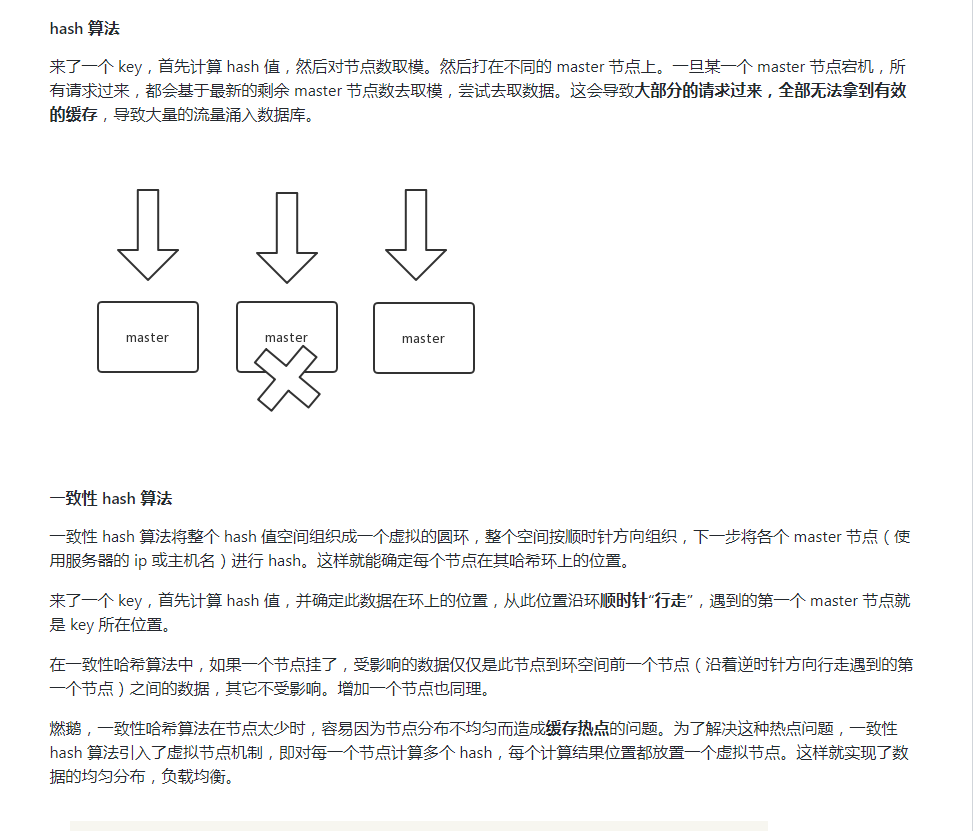 hash 算法
来了一个 key，首先计算 hash 值，然后对节点数取模。然后打在不同的 master 节点上。一旦某一个 master 节点宕机，所
有请求过来，都会基于最新的剩余 master 节点数去取模，尝试去取数据。这会导致大部分的请求过来，全部无法拿到有效
的缓存，导致大量的流量涌入数据库。
master
master
master
一致性 hash 算法
一致性 hash 算法将整个 hash 值空间组织成一个虚拟的圆环，整个空间按顺时针方向组织，下一步将各个 master 节点（使
用服务器的 ip 或主机名）进行 hash。这样就能确定每个节点在其哈希环上的位置。
来了一个 key，首先计算 hash 值，并确定此数据在环上的位置，从此位置沿环顺时针“行走”，遇到的第一个 master 节点就
是 key 所在位置。
在一致性哈希算法中，如果一个节点挂了，受影响的数据仅仅是此节点到环空间前一个节点（沿着逆时针方向行走遇到的第
一个节点）之间的数据，其它不受影响。增加一个节点也同理。
燃鹅，一致性哈希算法在节点太少时，容易因为节点分布不均匀而造成缓存热点的问题。为了解决这种热点问题，一致性
hash 算法引入了虚拟节点机制，即对每一个节点计算多个 hash，每个计算结果位置都放置一个虚拟节点。这样就实现了数
据的均匀分布，负载均衡。